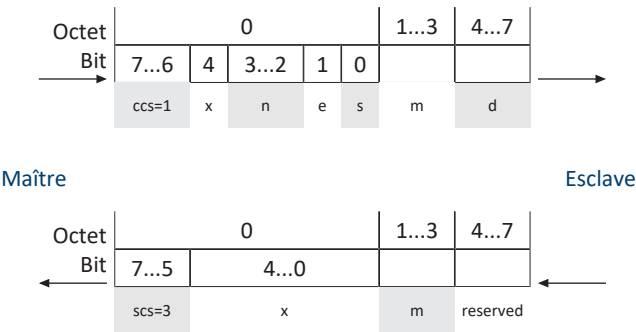 Octet 0 1...3 4...7
Bit 7...6 4 3...2 1 0
ccs=1 x n e s m d
Maître Esclave
Octet 0 1...3 4...7
Bit 7...5 4...0
scs=3 x m reserved